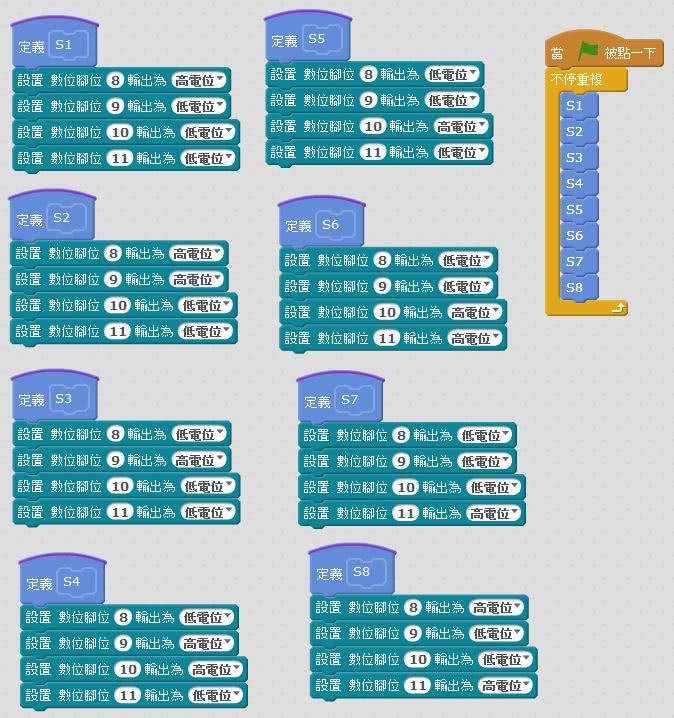 定義 S1
設置 數位腳位 8 輸出為 高電位
設置 數位腳位 9 輸出為 低電位
設置 數位腳位 10 輸出為 低電位
設置 數位腳位 11 輸出為 低電位
定義 S2
設置 數位腳位 8 輸出為 高電位
設置 數位腳位 9 輸出為 高電位
設置 數位腳位 10 輸出為 低電位
設置 數位腳位 11 輸出為 低電位
定義 S3
設置 數位腳位 8 輸出為 低電位
設置 數位腳位 9 輸出為 高電位
設置 數位腳位 10 輸出為 低電位
設置 數位腳位 11 輸出為 低電位
定義 S4
設置 數位腳位 8 輸出為 低電位
設置 數位腳位 9 輸出為 高電位
設置 數位腳位 10 輸出為 高電位
設置 數位腳位 11 輸出為 低電位
定義 S5
設置 數位腳位 8 輸出為 低電位
設置 數位腳位 9 輸出為 低電位
設置 數位腳位 10 輸出為 高電位
設置 數位腳位 11 輸出為 低電位
定義 S6
設置 數位腳位 8 輸出為 低電位
設置 數位腳位 9 輸出為 低電位
設置 數位腳位 10 輸出為 高電位
設置 數位腳位 11 輸出為 高電位
定義 S7
設置 數位腳位 8 輸出為 低電位
設置 數位腳位 9 輸出為 低電位
設置 數位腳位 10 輸出為 低電位
設置 數位腳位 11 輸出為 高電位
定義 S8
設置 數位腳位 8 輸出為 高電位
設置 數位腳位 9 輸出為 低電位
設置 數位腳位 10 輸出為 低電位
設置 數位腳位 11 輸出為 高電位
當 被點一下
不停重複
S1
S2
S3
S4
S5
S6
S7
S8